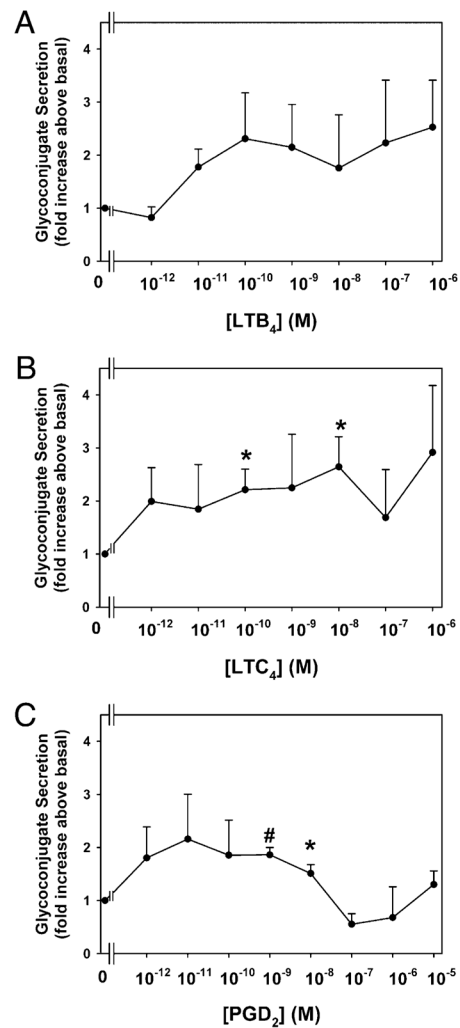 A
Glycoconjugate Secretion
(fold increase above basal)
4
3
2
1
0
0 10^-12 10^-11 10^-10 10^-9 10^-8 10^-7 10^-6
[LTB4] (M)
B
Glycoconjugate Secretion
(fold increase above basal)
4
3
2
1
0
* *
0 10^-12 10^-11 10^-10 10^-9 10^-8 10^-7 10^-6
[LTC4] (M)
C
Glycoconjugate Secretion
(fold increase above basal)
4
3
2
1
0
# *
0 10^-12 10^-11 10^-10 10^-9 10^-8 10^-7 10^-6 10^-5
[PGD2] (M)